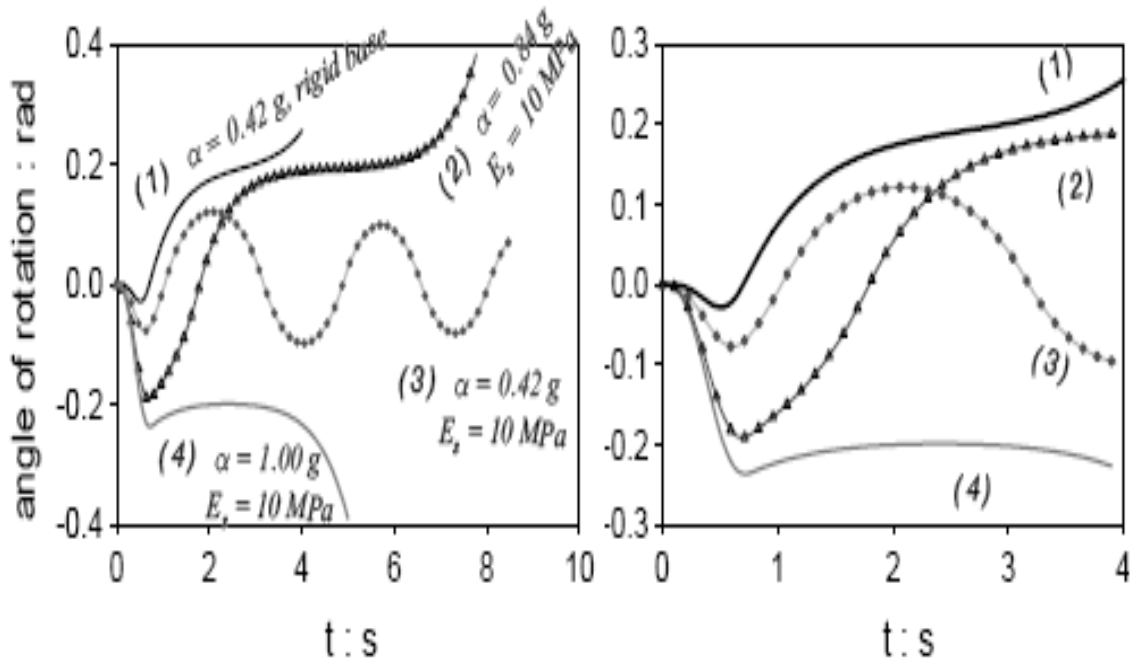 angle of rotation : rad
0.4
0.2
0.0
-0.2
-0.4
0
2
4
6
8
10
t : s
(1) α = 0.42 g, rigid base
(2) α = 0.84 g
E_s = 10 MPa
(3) α = 0.42 g
E_s = 10 MPa
(4) α = 1.00 g
E_s = 10 MPa
0.3
0.2
0.1
0.0
-0.1
-0.2
-0.3
0
1
2
3
4
t : s
(1)
(2)
(3)
(4)